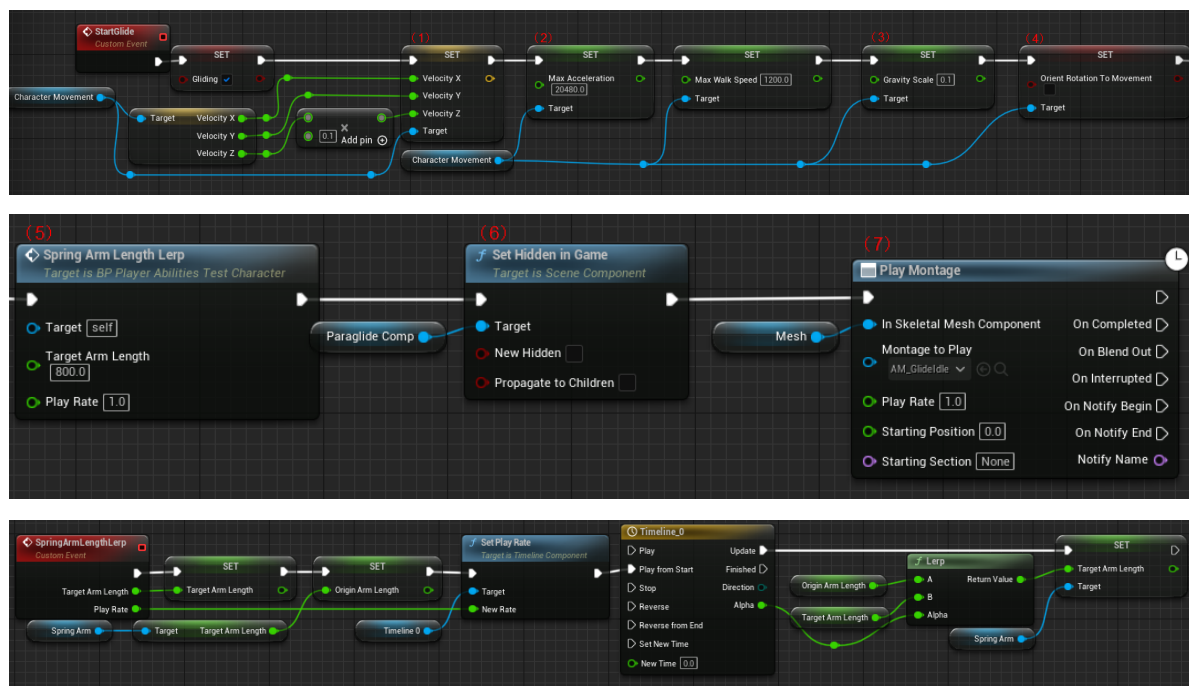 StartGlide
Custom Event
SET
Gliding
Character Movement
Target
Velocity X
Velocity Y
Velocity Z
0.1
Add pin
(1)
SET
Velocity X
Velocity Y
Velocity Z
Target
Character Movement
(2)
SET
Max Acceleration
20480.0
Target
SET
Max Walk Speed 1200.0
Target
(3)
SET
Gravity Scale 0.1
Target
(4)
SET
Orient Rotation To Movement
Target
(5)
Spring Arm Length Lerp
Target is BP Player Abilities Test Character
Target self
Target Arm Length
800.0
Play Rate 1.0
Paraglide Comp
(6)
Set Hidden in Game
Target is Scene Component
Target
New Hidden
Propagate to Children
Mesh
(7)
Play Montage
In Skeletal Mesh Component
On Completed
Montage to Play
AM_GlideIdle
On Blend Out
On Interrupted
Play Rate 1.0
On Notify Begin
Starting Position 0.0
On Notify End
Starting Section None
Notify Name
SpringArmLengthLerp
Custom Event
Target Arm Length
Play Rate
Spring Arm
Target
Target Arm Length
SET
Target Arm Length
SET
Origin Arm Length
Timeline 0
Set Play Rate
Target is Timeline Component
Target
New Rate
Timeline_0
Play
Update
Play from Start
Finished
Stop
Direction
Reverse
Alpha
Reverse from End
Set New Time
New Time 0.0
Origin Arm Length
Target Arm Length
Lerp
A
Return Value
B
Alpha
Spring Arm
SET
Target Arm Length
Target